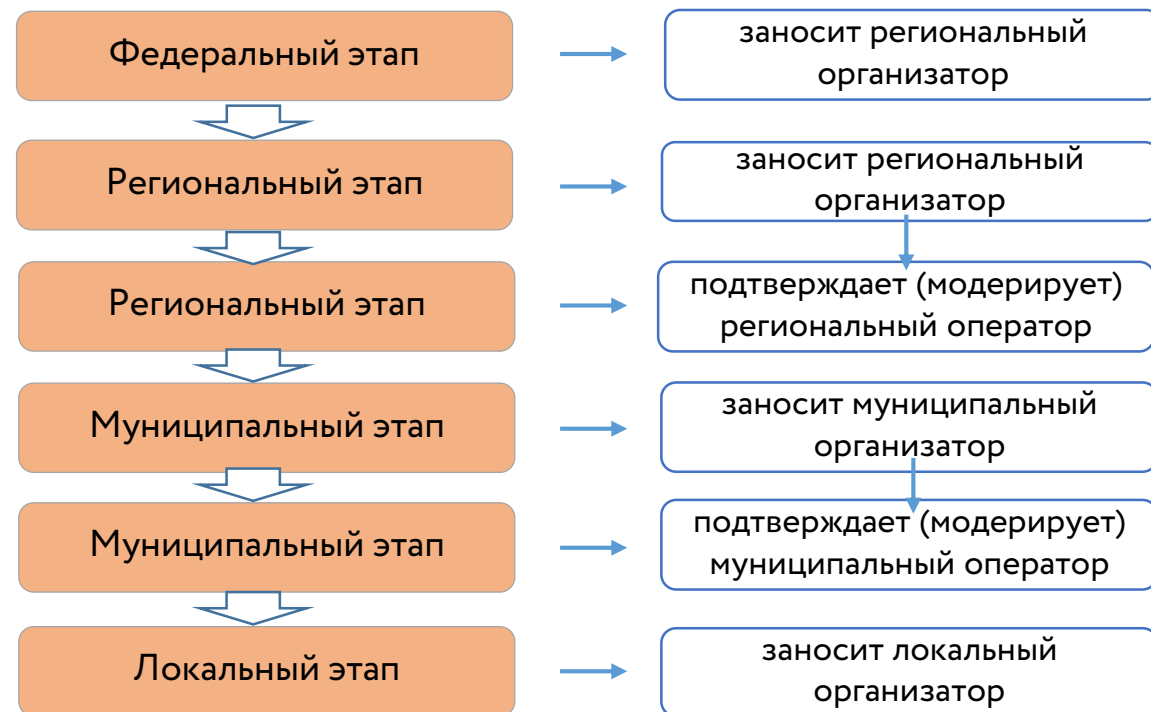 Федеральный этап
заносит региональный
организатор
Региональный этап
заносит региональный
организатор
Региональный этап
подтверждает (модерирует)
региональный оператор
Муниципальный этап
заносит муниципальный
организатор
Муниципальный этап
подтверждает (модерирует)
муниципальный оператор
Локальный этап
заносит локальный
организатор